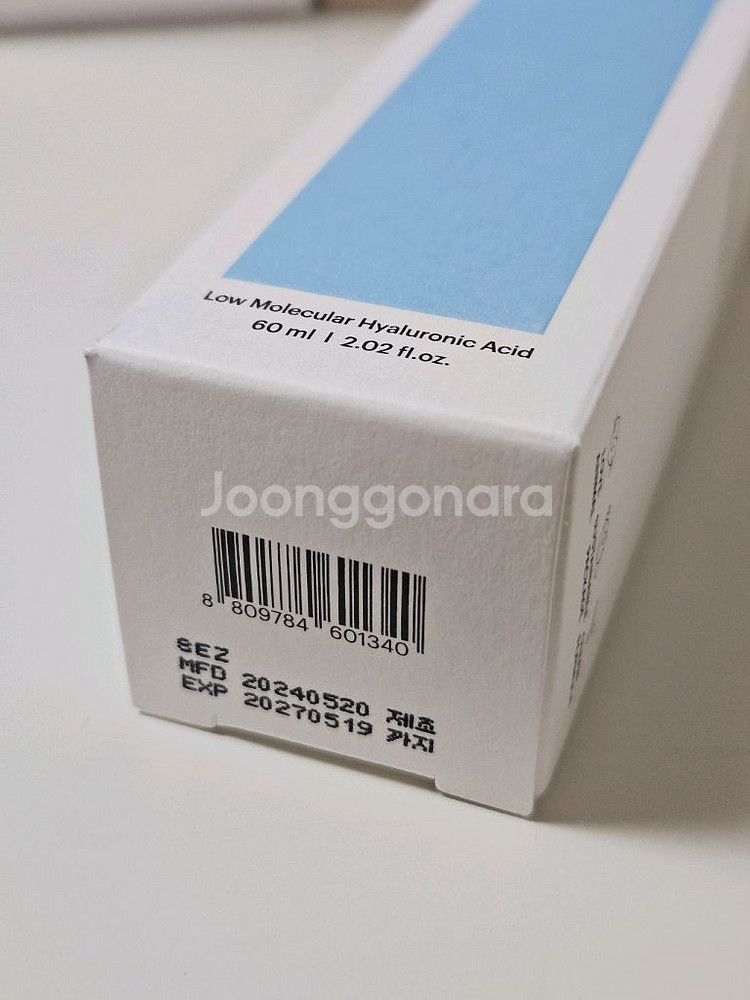 Low Molecular Hyaluronic Acid
60 ml | 2.02 fl.oz.
Joonggonara
8 809784 601340
8E2
MFD 20240520 제조
EXP 20270519 까지